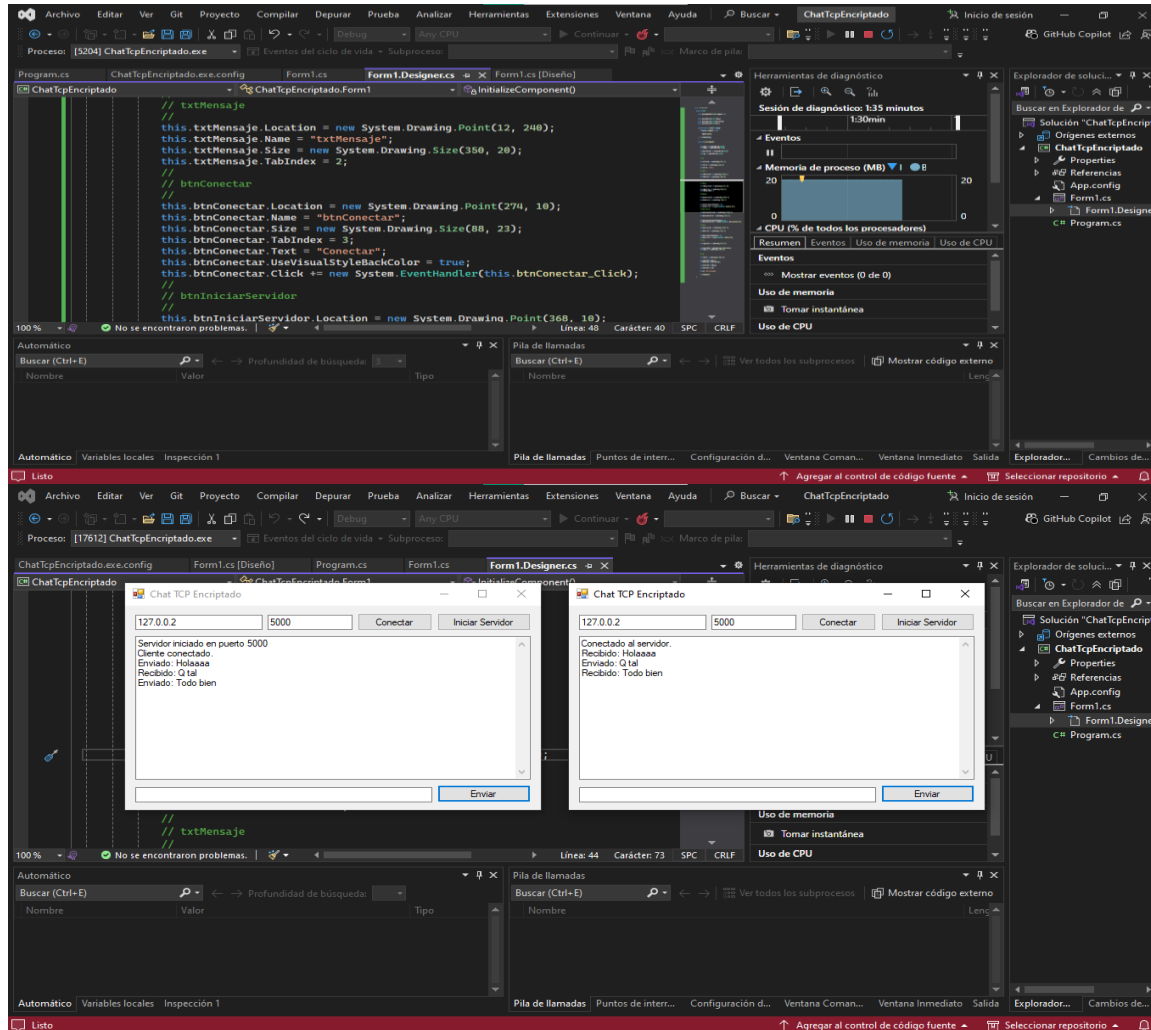 Archivo Editar Ver Git Proyecto Compilar Depurar Prueba Analizar Herramientas Extensiones Ventana Ayuda Buscar ChatTcpEncriptado Inicio de sesión
Debug Any CPU Continuar GitHub Copilot
Proceso: [5204] ChatTcpEncriptado.exe Eventos del ciclo de vida Subproceso: Marco de pila:
Program.cs ChatTcpEncriptado.exe.config Form1.cs Form1.Designer.cs Form1.cs [Diseño]
ChatTcpEncriptado ChatTcpEncriptado.Form1 InitializeComponent()
// txtMensaje
//
this.txtMensaje.Location = new System.Drawing.Point(12, 240);
this.txtMensaje.Name = "txtMensaje";
this.txtMensaje.Size = new System.Drawing.Size(350, 20);
this.txtMensaje.TabIndex = 2;
//
// btnConectar
//
this.btnConectar.Location = new System.Drawing.Point(274, 10);
this.btnConectar.Name = "btnConectar";
this.btnConectar.Size = new System.Drawing.Size(88, 23);
this.btnConectar.TabIndex = 3;
this.btnConectar.Text = "Conectar";
this.btnConectar.UseVisualStyleBackColor = true;
this.btnConectar.Click += new System.EventHandler(this.btnConectar_Click);
//
// btnIniciarServidor
//
this.btnIniciarServidor.Location = new System.Drawing.Point(368, 10);
100 % No se encontraron problemas. Línea: 48 Carácter: 40 SPC CRLF
Herramientas de diagnóstico
Sesión de diagnóstico: 1:35 minutos
1:30min
Eventos
Memoria de proceso (MB) I B
20 20
0 0
CPU (% de todos los procesadores)
Resumen Eventos Uso de memoria Uso de CPU
Eventos
Mostrar eventos (0 de 0)
Uso de memoria
Tomar instantánea
Uso de CPU
Explorador de soluci...
Buscar en Explorador de
Solución "ChatTcpEncrip
Orígenes externos
ChatTcpEncriptado
Properties
Referencias
App.config
Form1.cs
Form1.Designe
C# Program.cs
Automático
Buscar (Ctrl+E) Profundidad de búsqueda: 3
Nombre Valor Tipo
Automático Variables locales Inspección 1
Pila de llamadas
Buscar (Ctrl+E) Ver todos los subprocesos Mostrar código externo
Nombre Leng
Pila de llamadas Puntos de interr... Configuración d... Ventana Coman... Ventana Inmediato Salida
Explorador... Cambios de...
Listo Agregar al control de código fuente Seleccionar repositorio
Archivo Editar Ver Git Proyecto Compilar Depurar Prueba Analizar Herramientas Extensiones Ventana Ayuda Buscar ChatTcpEncriptado Inicio de sesión
Debug Any CPU Continuar GitHub Copilot
Proceso: [17612] ChatTcpEncriptado.exe Eventos del ciclo de vida Subproceso: Marco de pila:
ChatTcpEncriptado.exe.config Form1.cs [Diseño] Program.cs Form1.cs Form1.Designer.cs
ChatTcpEncriptado ChatTcpEncriptado.Form1 InitializeComponent()
Chat TCP Encriptado
127.0.0.2 5000 Conectar Iniciar Servidor
Servidor iniciado en puerto 5000
Cliente conectado.
Enviado: Holaaaa
Recibido: Q tal
Enviado: Todo bien
Enviar
Chat TCP Encriptado
127.0.0.2 5000 Conectar Iniciar Servidor
Conectado al servidor.
Recibido: Holaaaa
Enviado: Q tal
Recibido: Todo bien
Enviar
;
//
// txtMensaje
//
100 % No se encontraron problemas. Línea: 44 Carácter: 73 SPC CRLF
Herramientas de diagnóstico
Uso de memoria
Tomar instantánea
Uso de CPU
Explorador de soluci...
Buscar en Explorador de
Solución "ChatTcpEncrip
Orígenes externos
ChatTcpEncriptado
Properties
Referencias
App.config
Form1.cs
Form1.Designe
C# Program.cs
Automático
Buscar (Ctrl+E) Profundidad de búsqueda:
Nombre Valor Tipo
Automático Variables locales Inspección 1
Pila de llamadas
Buscar (Ctrl+E) Ver todos los subprocesos Mostrar código externo
Nombre Leng
Pila de llamadas Puntos de interr... Configuración d... Ventana Coman... Ventana Inmediato Salida
Explorador... Cambios de...
Listo Agregar al control de código fuente Seleccionar repositorio